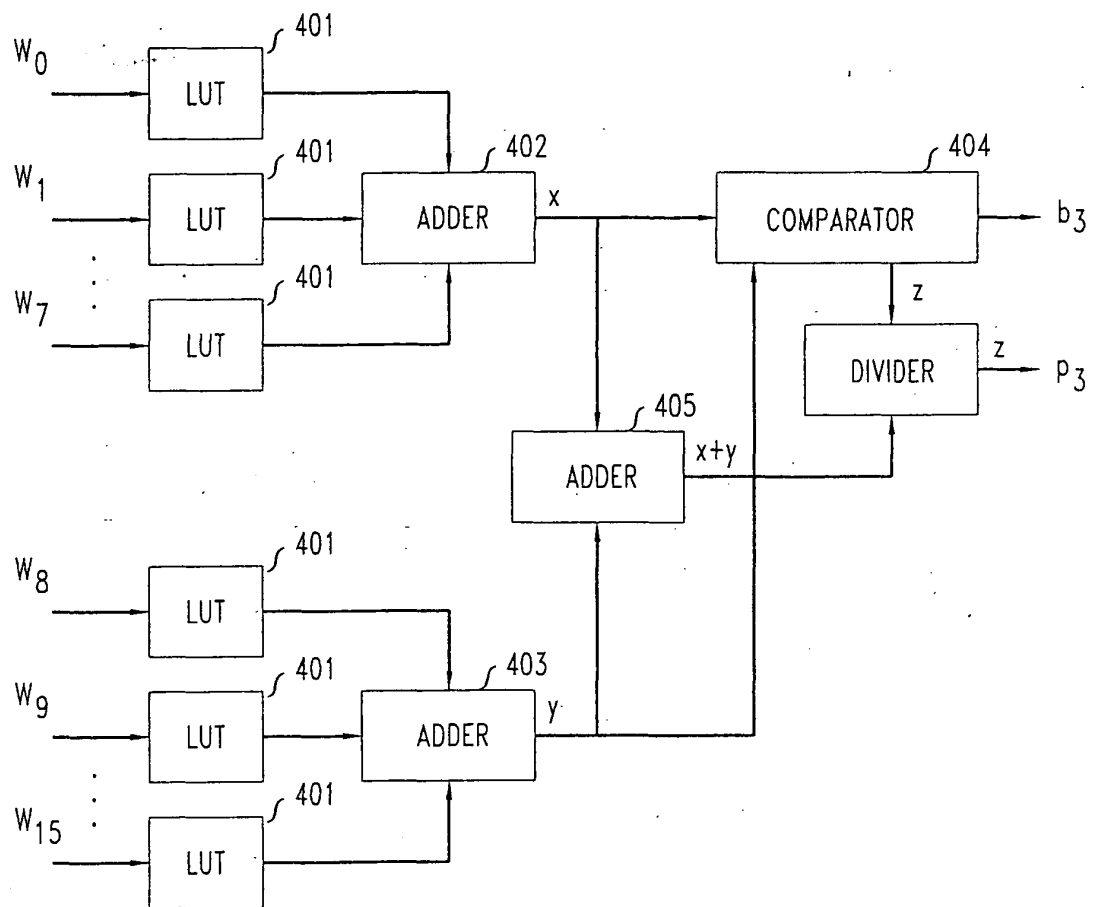 W0
401
LUT
W1
401
LUT
402
ADDER
x
404
COMPARATOR
b3
z
W7
401
LUT
DIVIDER
z
p3
405
ADDER
x+y
W8
401
LUT
W9
401
LUT
403
ADDER
y
W15
401
LUT